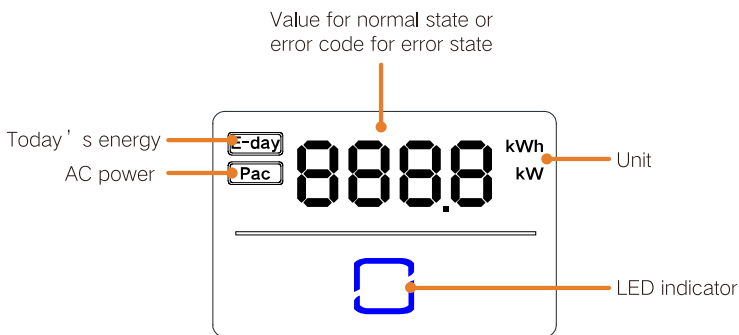 Value for normal state or
error code for error state
Today's energy
E-day
8888
kWh
Unit
AC power
Pac
.
kW
LED indicator